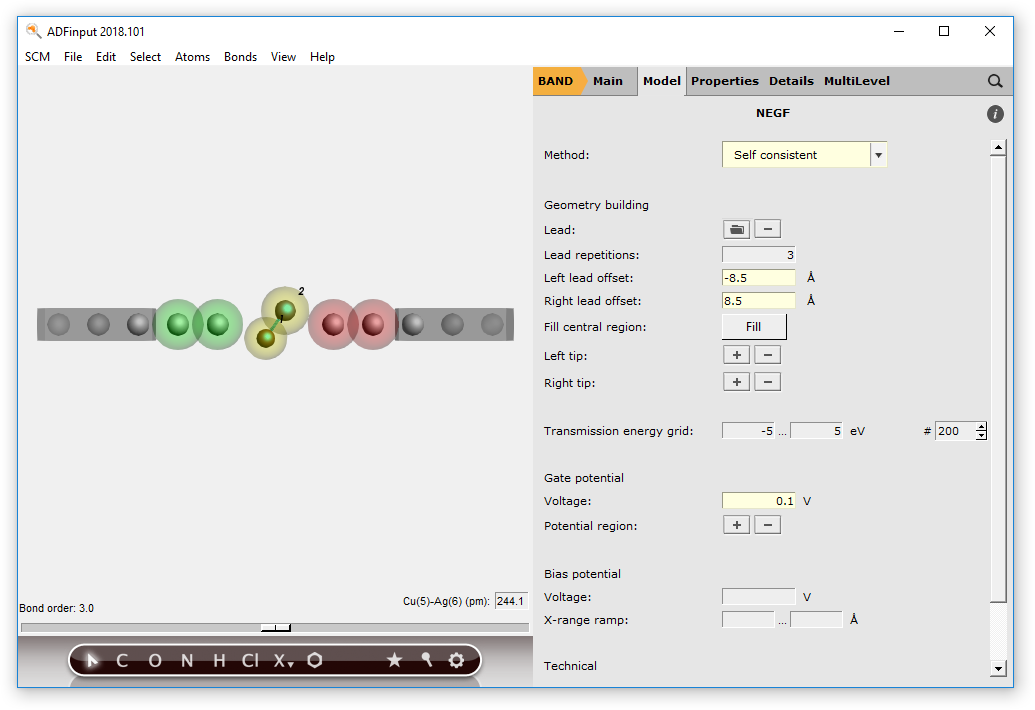 ADFinput 2018.101
SCM File Edit Select Atoms Bonds View Help
BAND Main Model Properties Details MultiLevel
NEGF
i
Method: Self consistent
Geometry building
Lead:
Lead repetitions: 3
Left lead offset: -8.5 Å
Right lead offset: 8.5 Å
Fill central region: Fill
Left tip: + −
Right tip: + −
Transmission energy grid: -5 ... 5 eV # 200
Gate potential
Voltage: 0.1 V
Potential region: + −
Bias potential
Voltage: V
X-range ramp: ... Å
Technical
2
1
Cu(5)-Ag(6) (pm): 244.1
Bond order: 3.0
C O N H Cl X